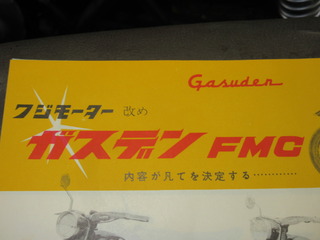 Gasuden
フジモーター 改め
ガスデン FMC
内容が凡てを決定する…………